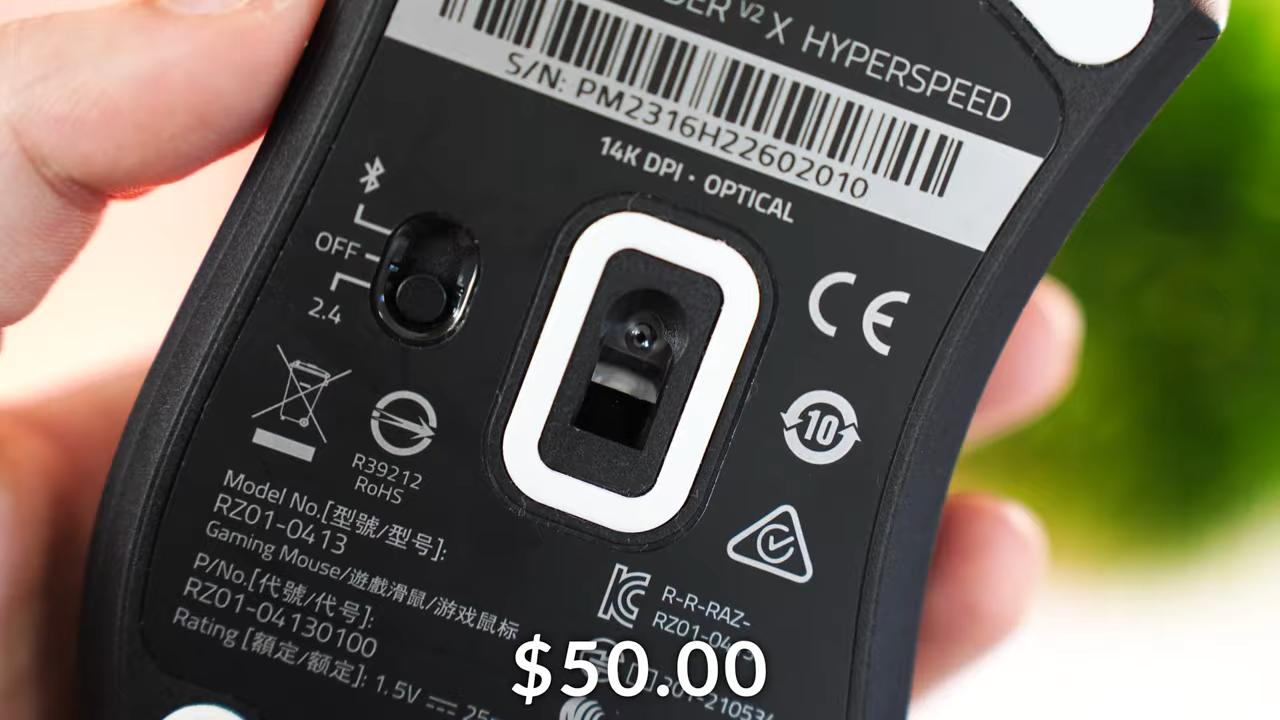 V2 X HYPERSPEED
S/N: PM2316H22602010
14K DPI · OPTICAL
OFF
2.4
CE
10
R39212
RoHS
Model No.[型號/型号]:
RZ01-0413
Gaming Mouse/遊戲滑鼠/游戏鼠标
P/No.[代號/代号]:
RZ01-04130100
Rating [額定/额定]: 1.5V
R-R-RAZ-
$50.00